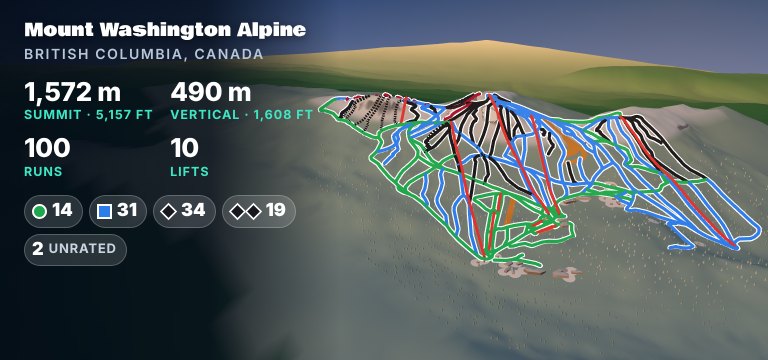 Mount Washington Alpine
BRITISH COLUMBIA, CANADA
1,572 m 490 m
SUMMIT · 5,157 FT VERTICAL · 1,608 FT
100 10
RUNS LIFTS
14 31 34 19
2 UNRATED